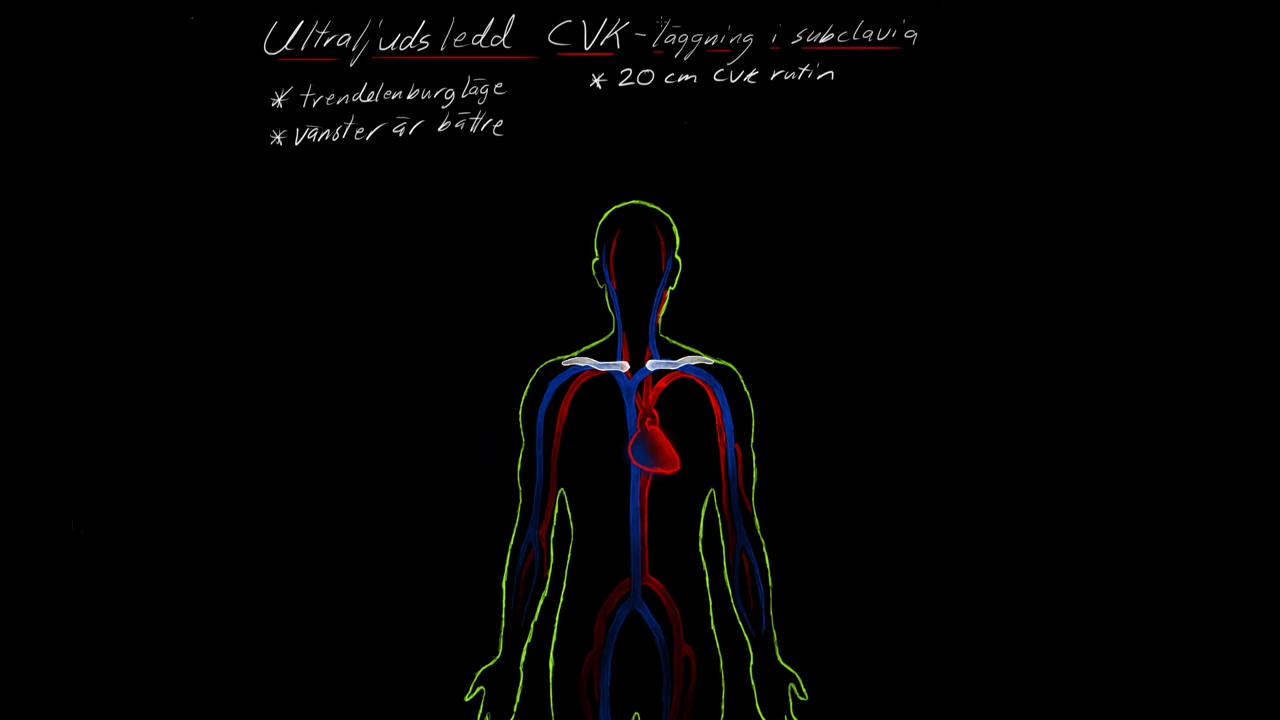 Ultraljudsledd CVK-läggning i subclavia
* trendelenburgläge
* vänster är bättre
* 20 cm CVK rutin